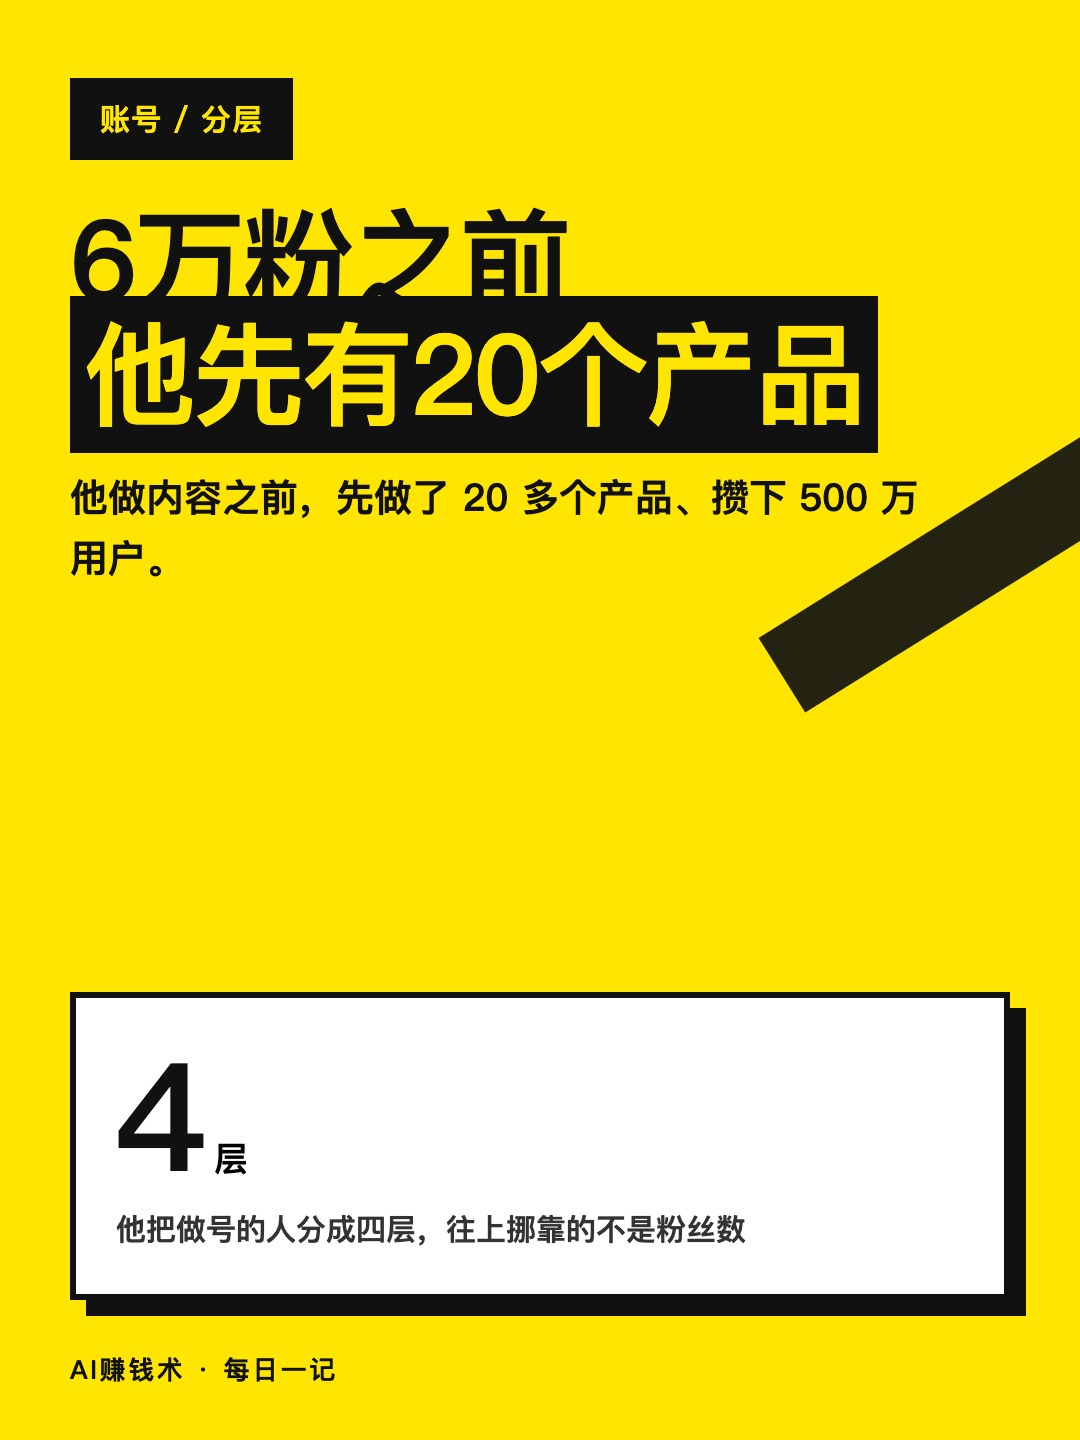 账号 / 分层
6万粉之前
他先有20个产品
他做内容之前，先做了 20 多个产品、攒下 500 万
用户。
4 层
他把做号的人分成四层，往上挪靠的不是粉丝数
AI赚钱术 · 每日一记